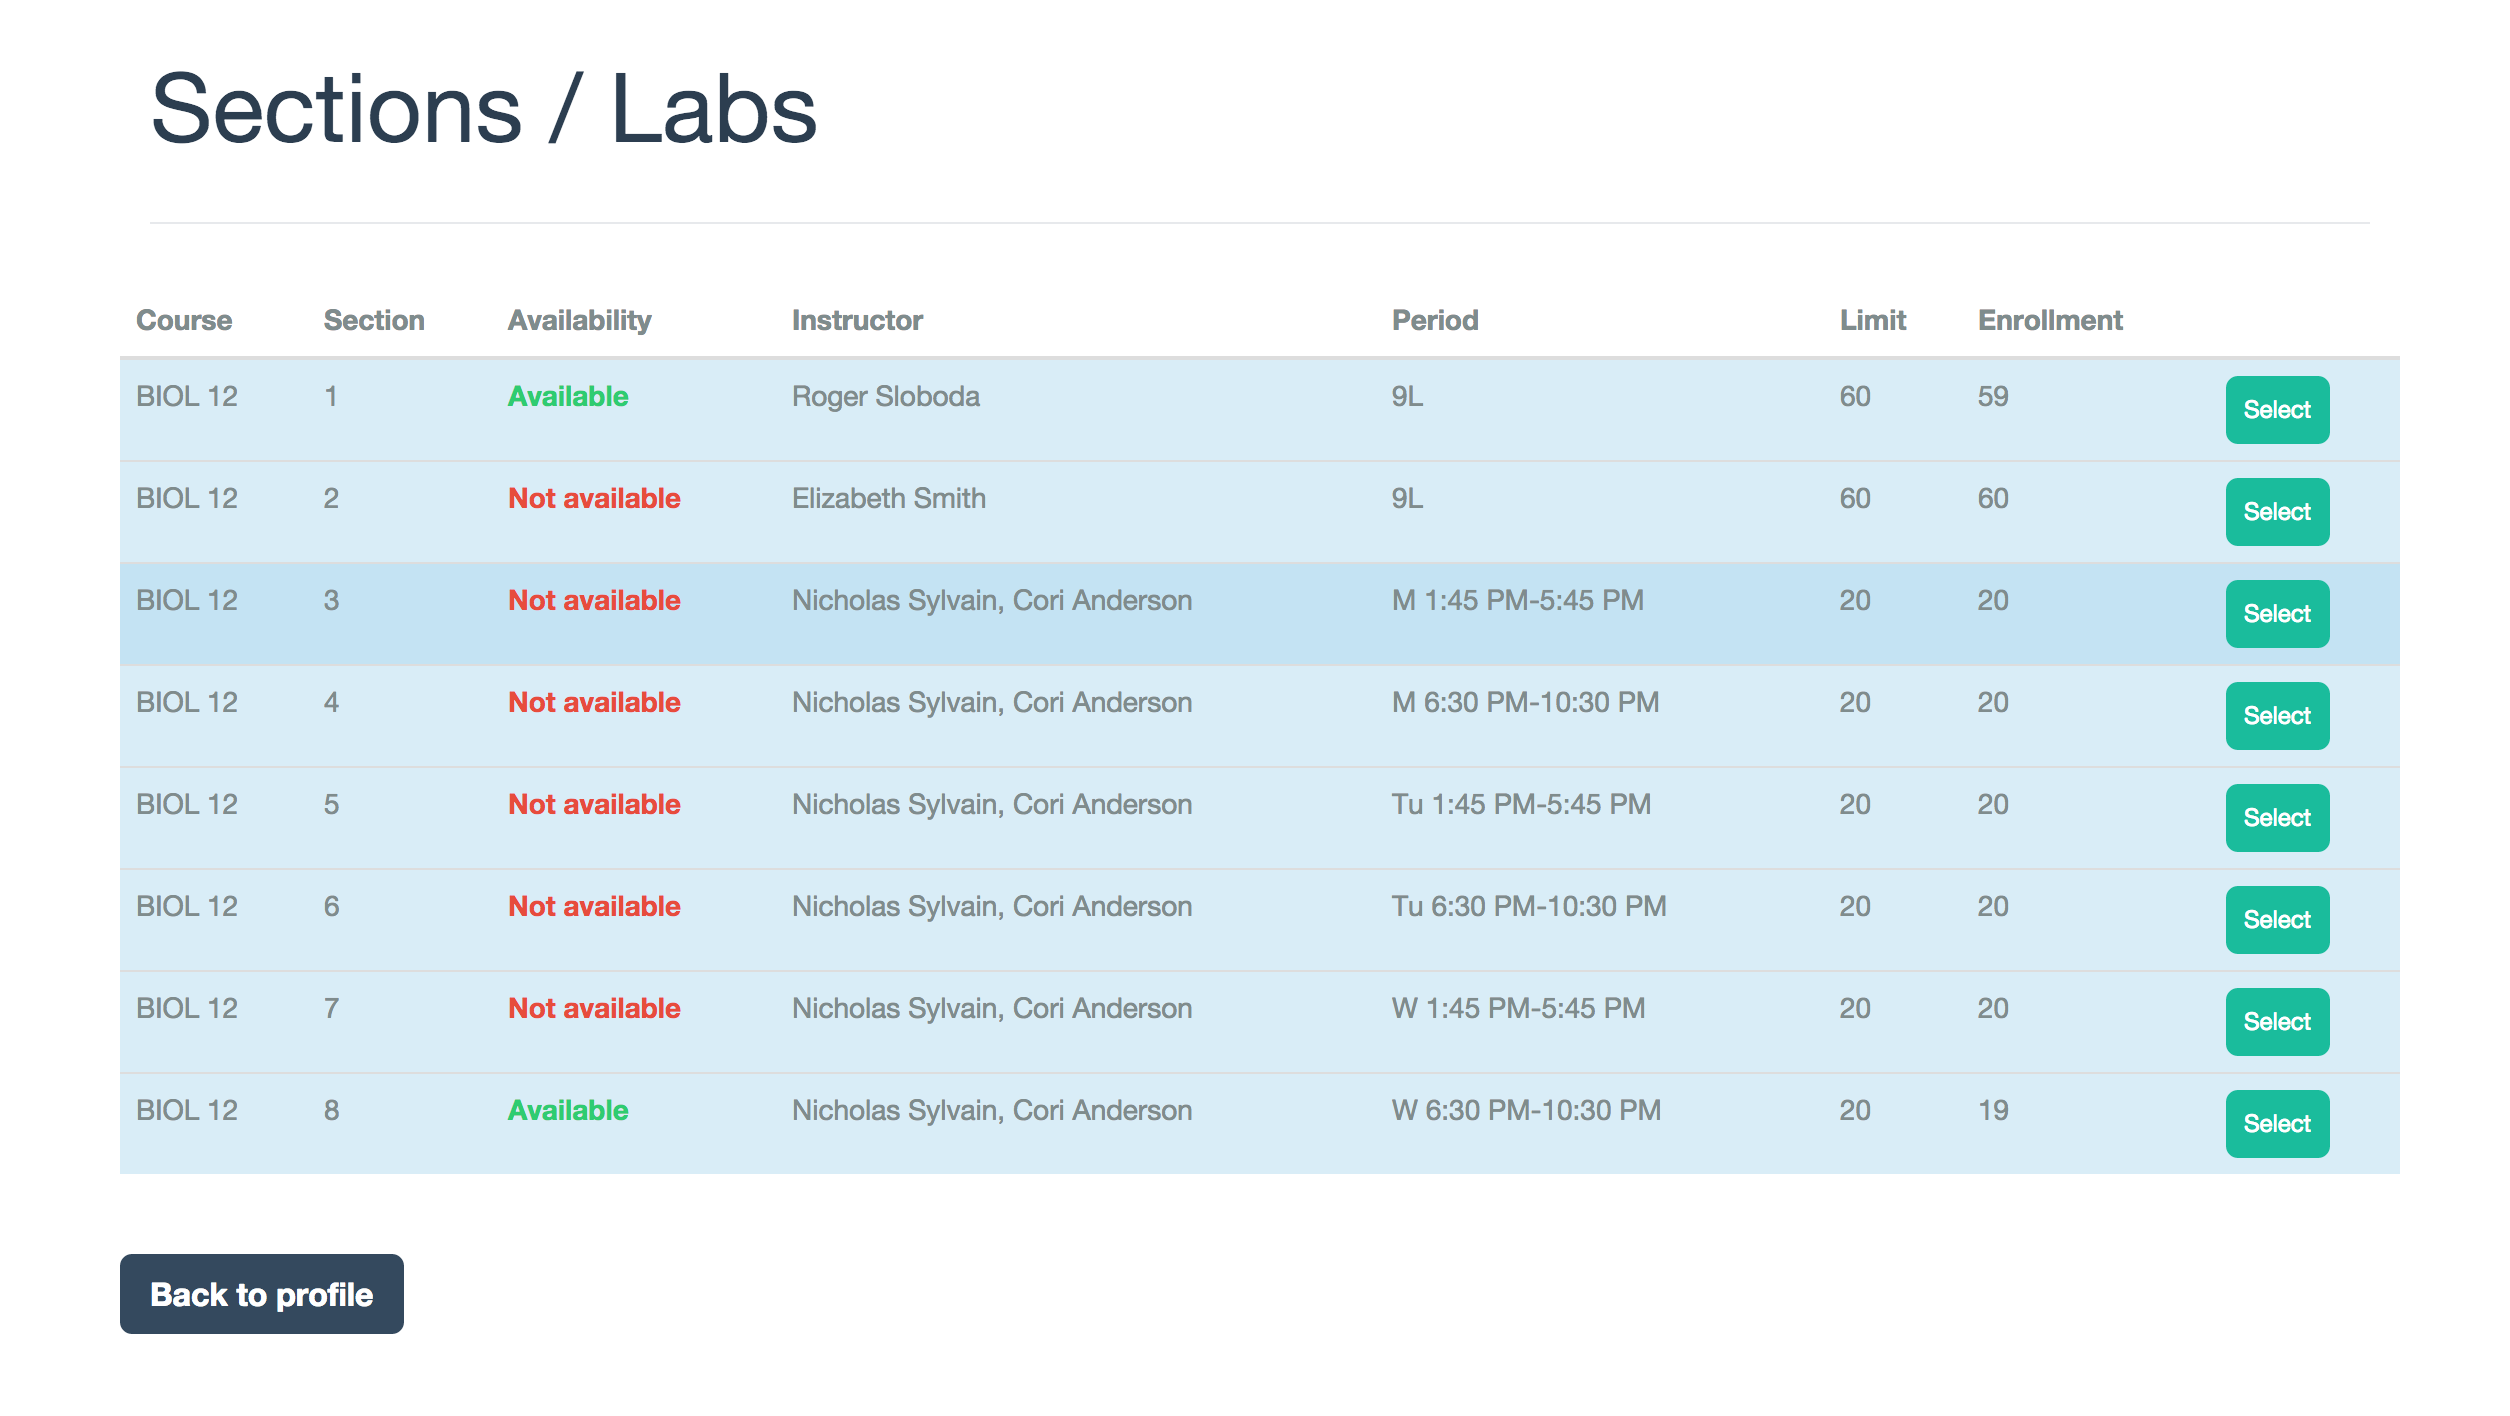 Sections / Labs
Course Section Availability Instructor Period Limit Enrollment
BIOL 12 1 Available Roger Sloboda 9L 60 59 Select
BIOL 12 2 Not available Elizabeth Smith 9L 60 60 Select
BIOL 12 3 Not available Nicholas Sylvain, Cori Anderson M 1:45 PM-5:45 PM 20 20 Select
BIOL 12 4 Not available Nicholas Sylvain, Cori Anderson M 6:30 PM-10:30 PM 20 20 Select
BIOL 12 5 Not available Nicholas Sylvain, Cori Anderson Tu 1:45 PM-5:45 PM 20 20 Select
BIOL 12 6 Not available Nicholas Sylvain, Cori Anderson Tu 6:30 PM-10:30 PM 20 20 Select
BIOL 12 7 Not available Nicholas Sylvain, Cori Anderson W 1:45 PM-5:45 PM 20 20 Select
BIOL 12 8 Available Nicholas Sylvain, Cori Anderson W 6:30 PM-10:30 PM 20 19 Select
Back to profile